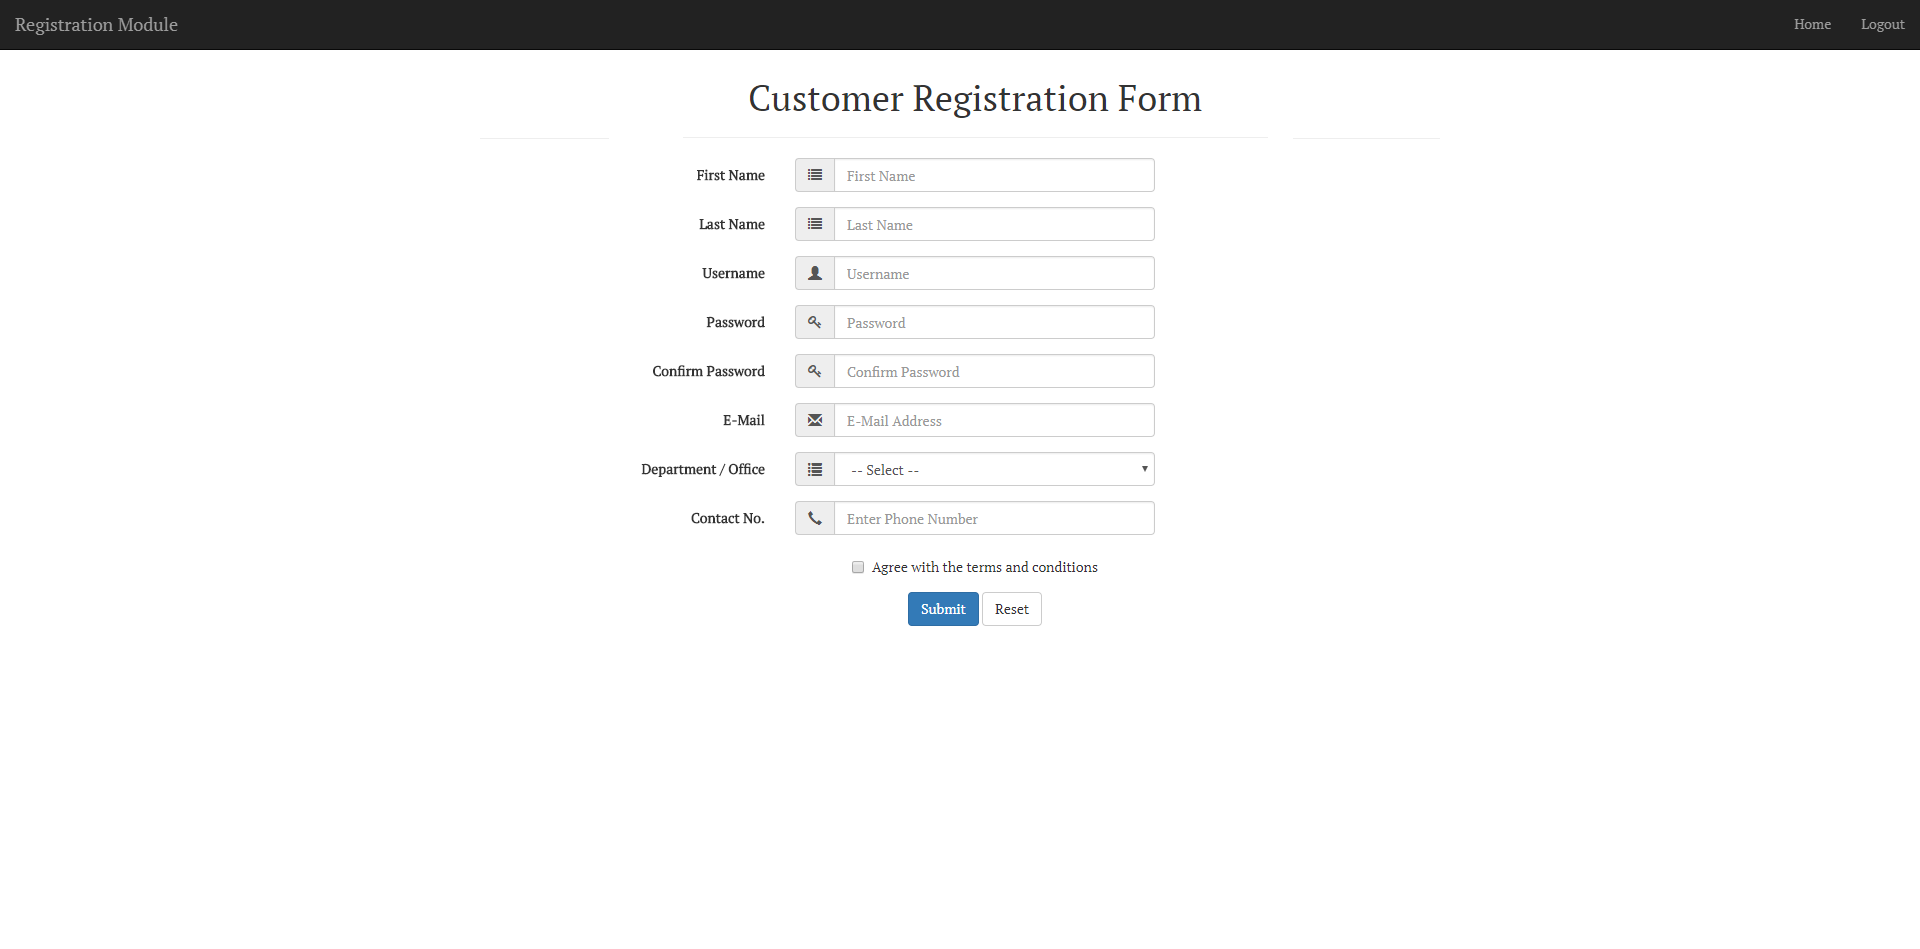 Registration Module Home Logout
Customer Registration Form
First Name First Name
Last Name Last Name
Username Username
Password Password
Confirm Password Confirm Password
E-Mail E-Mail Address
Department / Office -- Select --
Contact No. Enter Phone Number
Agree with the terms and conditions
Submit Reset